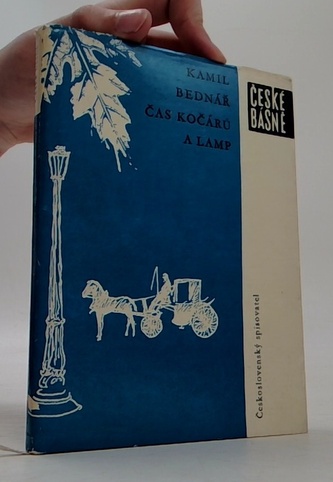 KAMIL
BEDNÁŘ
ČAS KOČÁRŮ
A LAMP
ČESKÉ
BÁSNĚ
Československý spisovatel